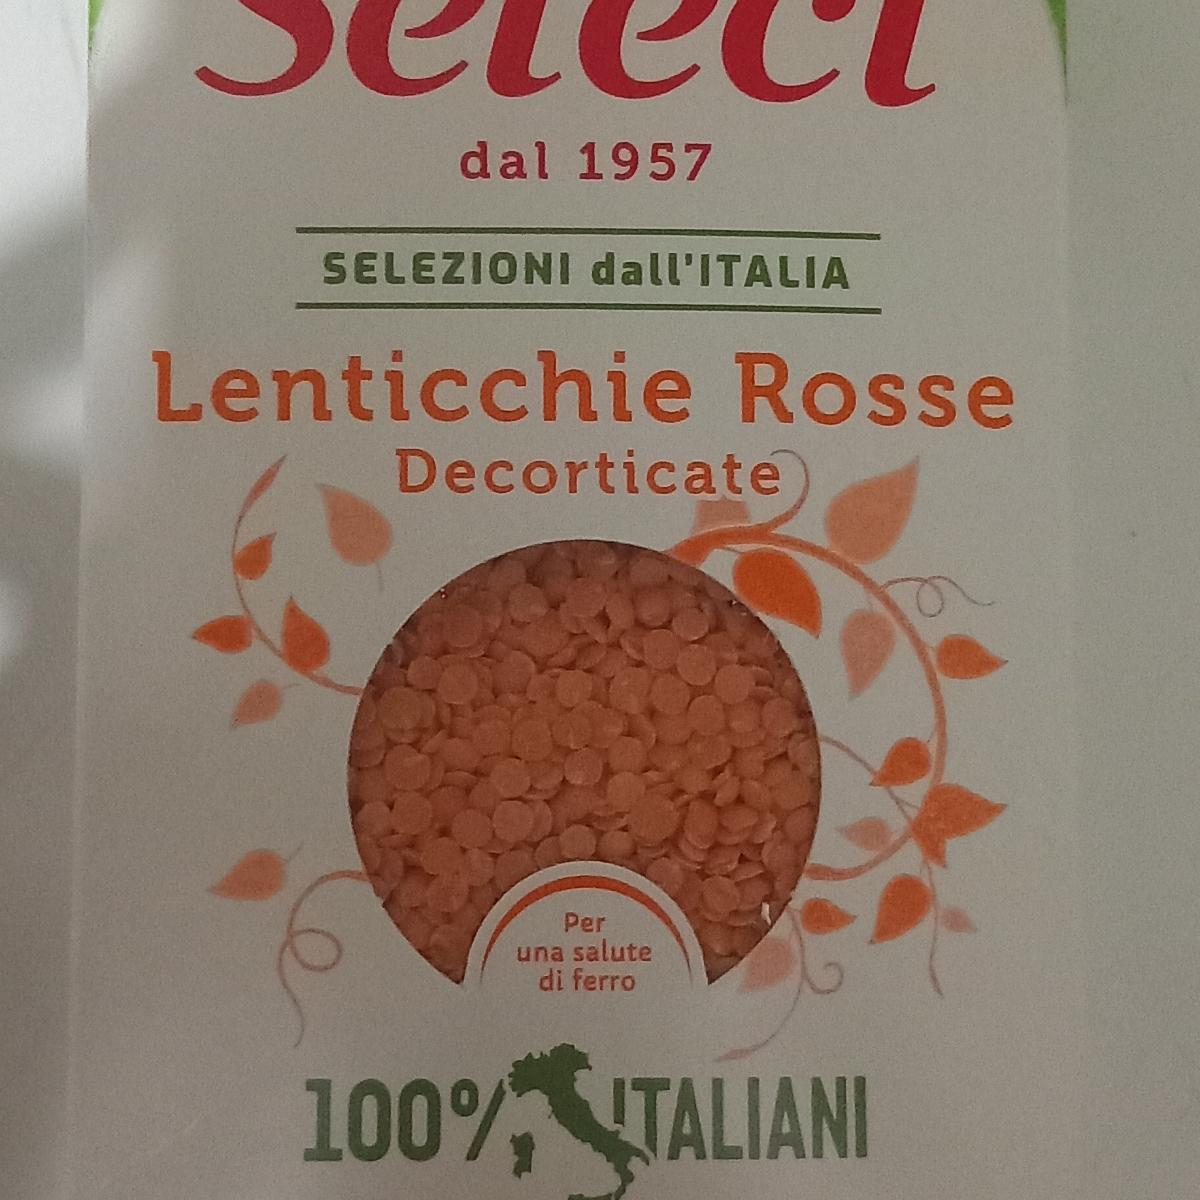 Select
dal 1957
SELEZIONI dall'ITALIA
Lenticchie Rosse
Decorticate
Per
una salute
di ferro
100% ITALIANI